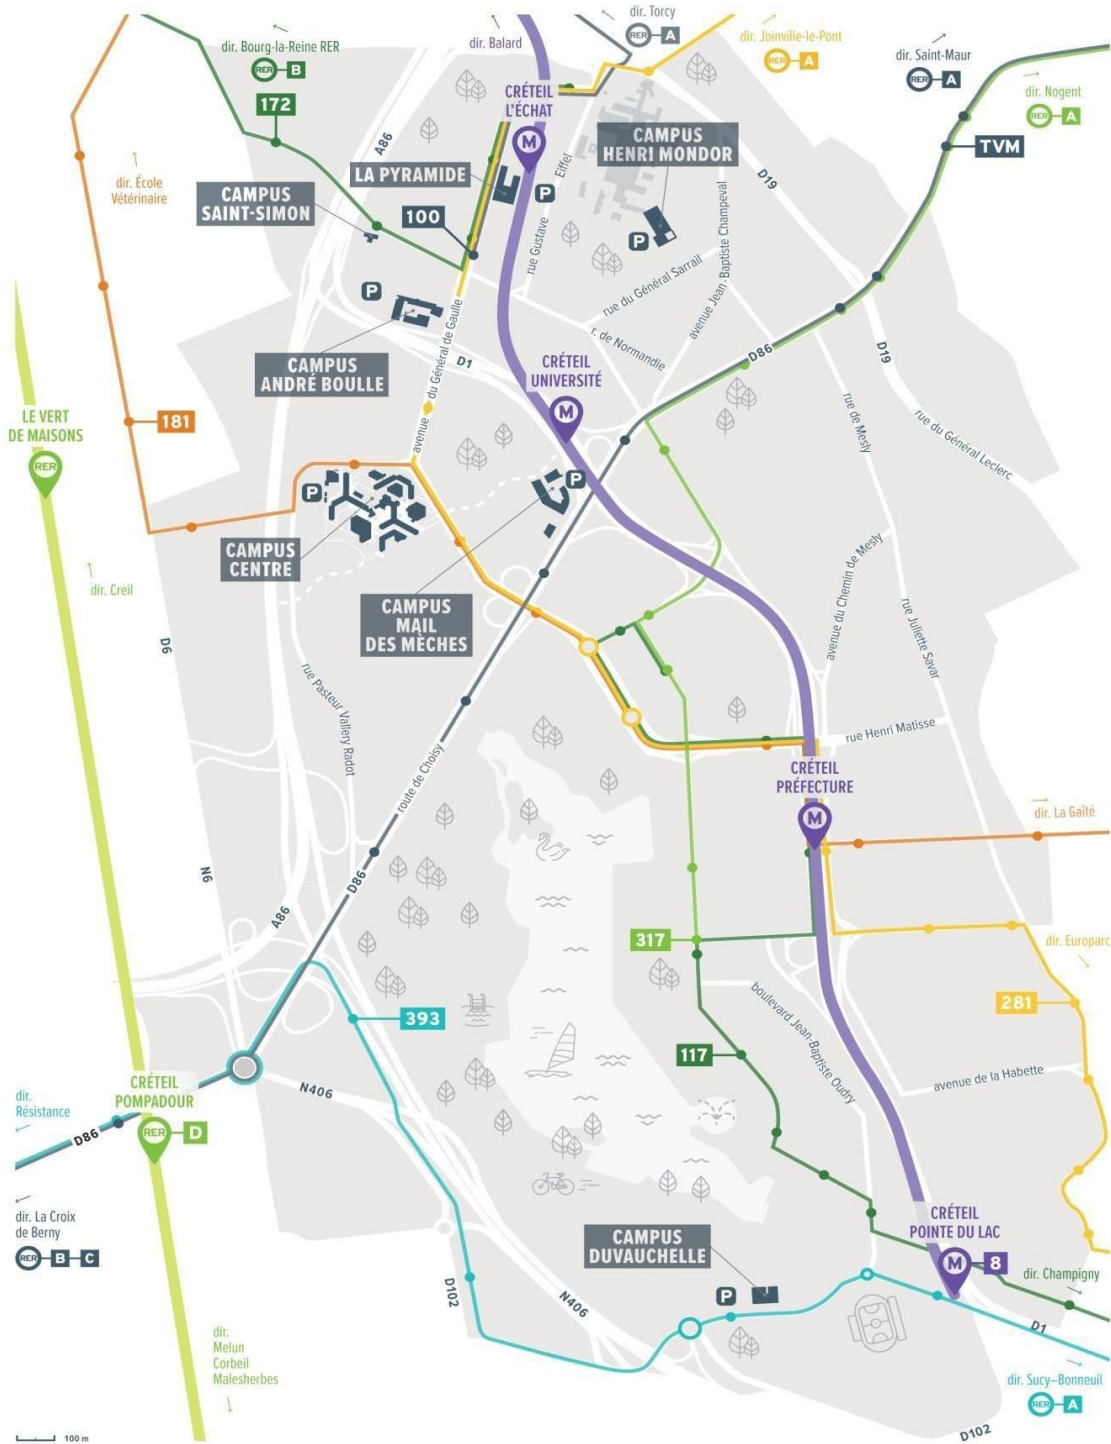 dir. Torcy
RER A
dir. Joinville-le-Pont
RER A
dir. Balard
dir. Bourg-la-Reine RER
RER B
172
dir. Saint-Maur
RER A
dir. Nogent
RER A
TVM
CRÉTEIL
L'ÉCHAT
M
A86
CAMPUS
HENRI MONDOR
LA PYRAMIDE
P
Eiffel
dir. École
Vétérinaire
CAMPUS
SAINT-SIMON
D19
100
rue Gustave
P
avenue Jean-Baptiste Champeval
rue du Général Sarrail
P
r. de Normandie
D1
avenue du Général de Gaulle
CAMPUS
ANDRÉ BOULLE
CRÉTEIL
UNIVERSITÉ
M
D86
D19
LE VERT
DE MAISONS
RER
181
rue de Mesly
rue du Général Leclerc
P
P
CAMPUS
CENTRE
CAMPUS
MAIL
DES MÈCHES
dir. Creil
D6
avenue du Chemin de Mesly
rue Juliette Savar
rue Pasteur Vallery Radot
route de Choisy
rue Henri Matisse
CRÉTEIL
PRÉFECTURE
M
dir. La Gaîté
N6
D86
A86
317
dir. Europarc
281
393
boulevard Jean-Baptiste Oudry
117
avenue de la Habette
N406
CRÉTEIL
POMPADOUR
RER D
dir.
Résistance
D86
dir. La Croix
de Berny
RER B C
CRÉTEIL
POINTE DU LAC
M 8
CAMPUS
DUVAUCHELLE
P
dir. Champigny
D102
N406
D1
dir.
Melun
Corbeil
Malesherbes
dir. Sucy–Bonneuil
RER A
D102
100 m